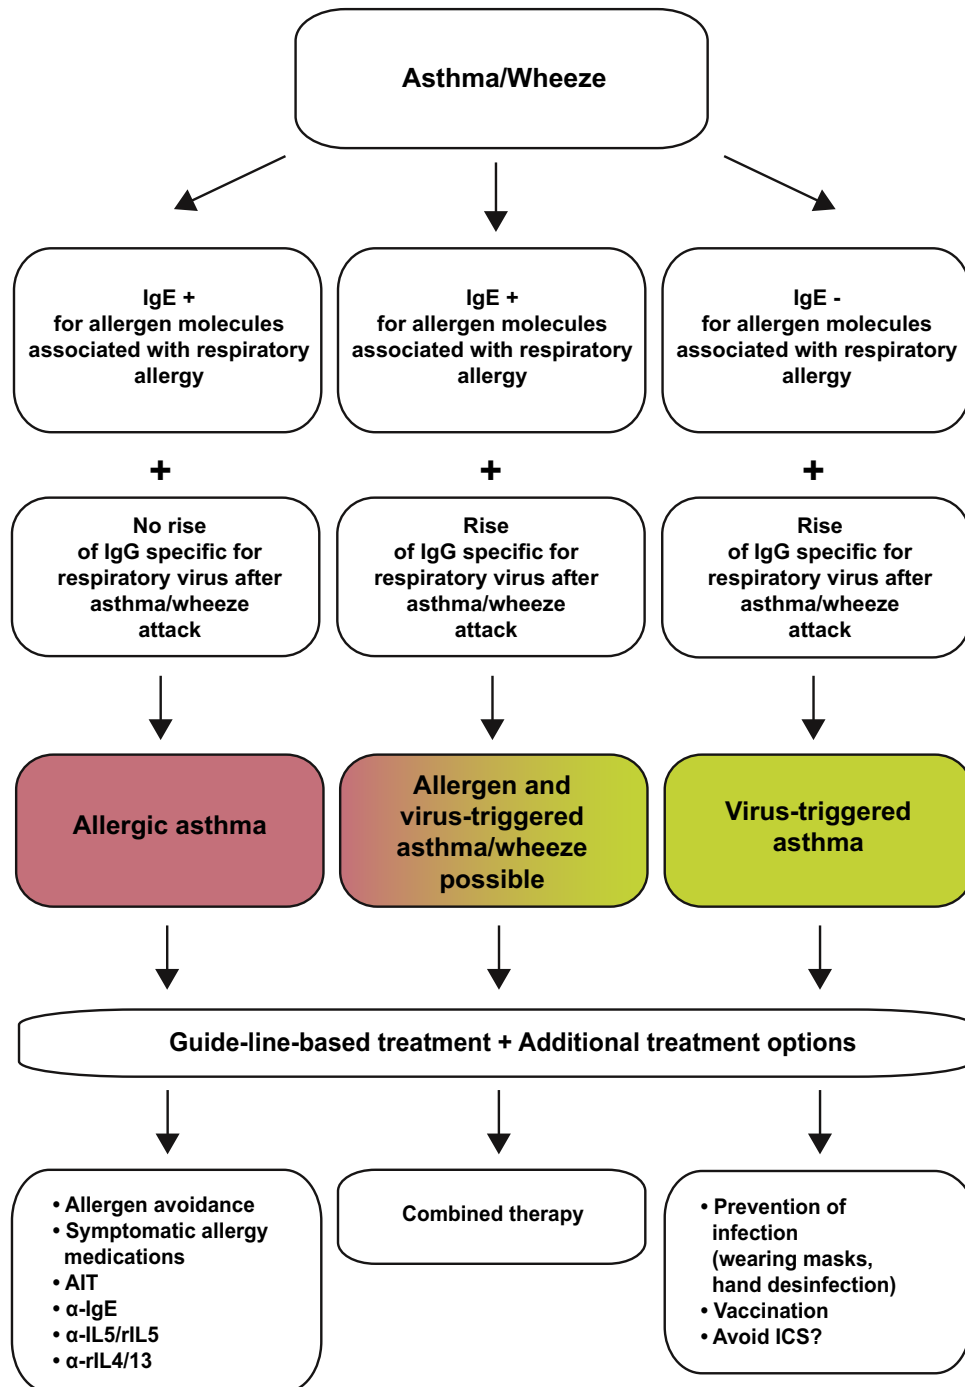 Asthma/Wheeze
IgE +
for allergen molecules
associated with respiratory
allergy
IgE +
for allergen molecules
associated with respiratory
allergy
IgE -
for allergen molecules
associated with respiratory
allergy
+
+
+
No rise
of IgG specific for
respiratory virus after
asthma/wheeze
attack
Rise
of IgG specific for
respiratory virus after
asthma/wheeze
attack
Rise
of IgG specific for
respiratory virus after
asthma/wheeze
attack
Allergic asthma
Allergen and
virus-triggered
asthma/wheeze
possible
Virus-triggered
asthma
Guide-line-based treatment + Additional treatment options
• Allergen avoidance
• Symptomatic allergy
medications
• AIT
• α-IgE
• α-IL5/rIL5
• α-rIL4/13
Combined therapy
• Prevention of
infection
(wearing masks,
hand desinfection)
• Vaccination
• Avoid ICS?